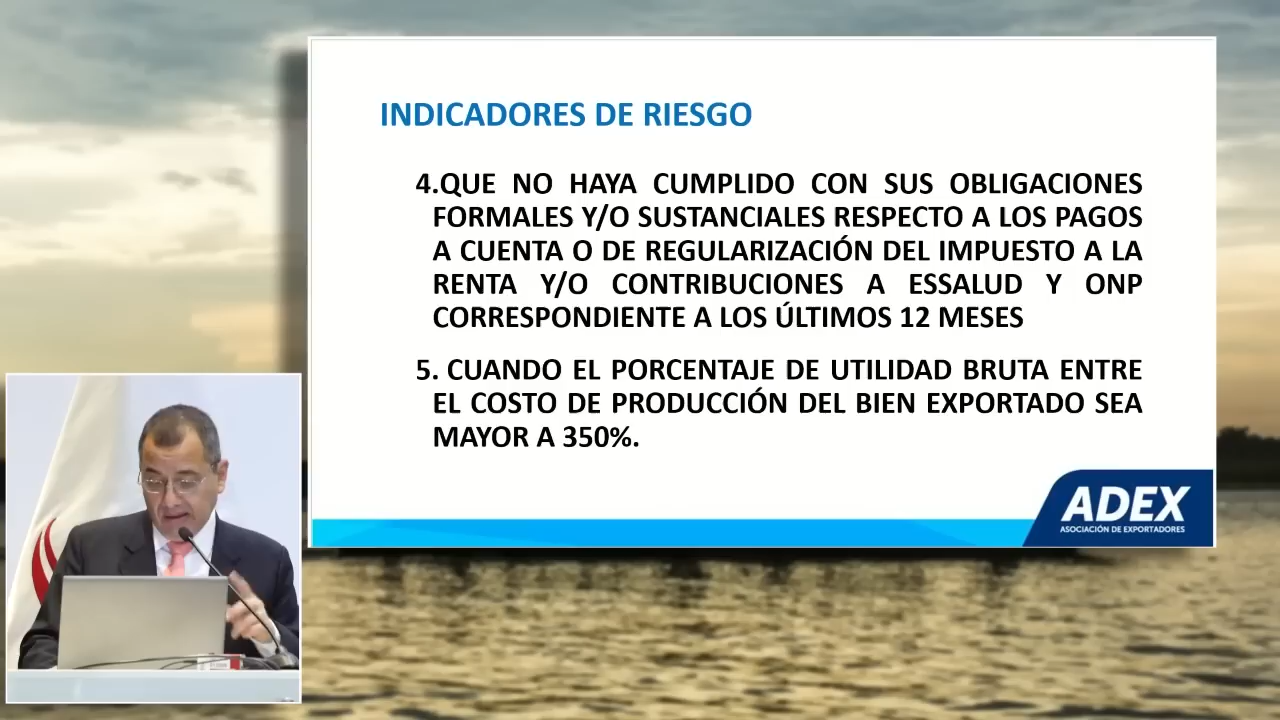 INDICADORES DE RIESGO
4.QUE NO HAYA CUMPLIDO CON SUS OBLIGACIONES
FORMALES Y/O SUSTANCIALES RESPECTO A LOS PAGOS
A CUENTA O DE REGULARIZACIÓN DEL IMPUESTO A LA
RENTA Y/O CONTRIBUCIONES A ESSALUD Y ONP
CORRESPONDIENTE A LOS ÚLTIMOS 12 MESES
5. CUANDO EL PORCENTAJE DE UTILIDAD BRUTA ENTRE
EL COSTO DE PRODUCCIÓN DEL BIEN EXPORTADO SEA
MAYOR A 350%.
ADEX
ASOCIACIÓN DE EXPORTADORES